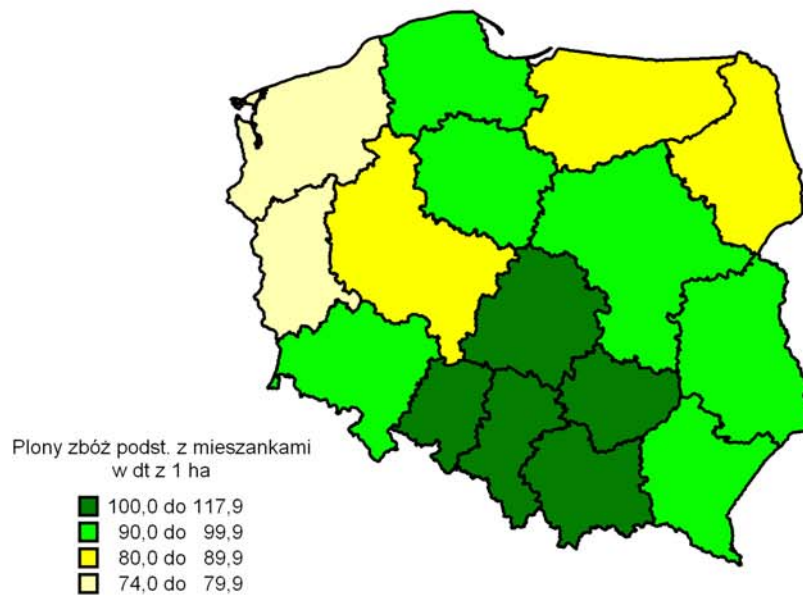 Plony zbóż podst. z mieszankami
w dt z 1 ha
100,0 do 117,9
90,0 do 99,9
80,0 do 89,9
74,0 do 79,9